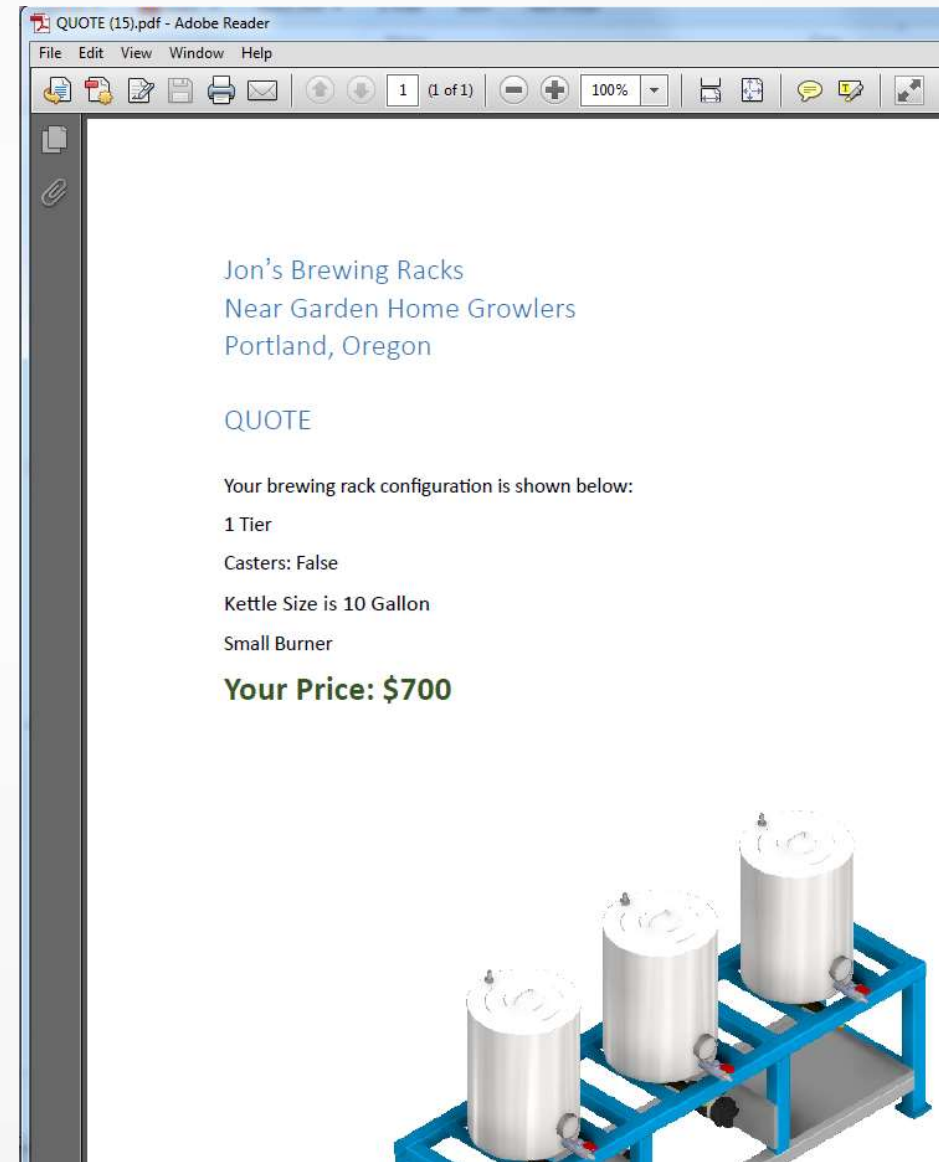 QUOTE (15).pdf - Adobe Reader
File Edit View Window Help
1 (1 of 1) 100%
Jon's Brewing Racks
Near Garden Home Growlers
Portland, Oregon
QUOTE
Your brewing rack configuration is shown below:
1 Tier
Casters: False
Kettle Size is 10 Gallon
Small Burner
Your Price: $700